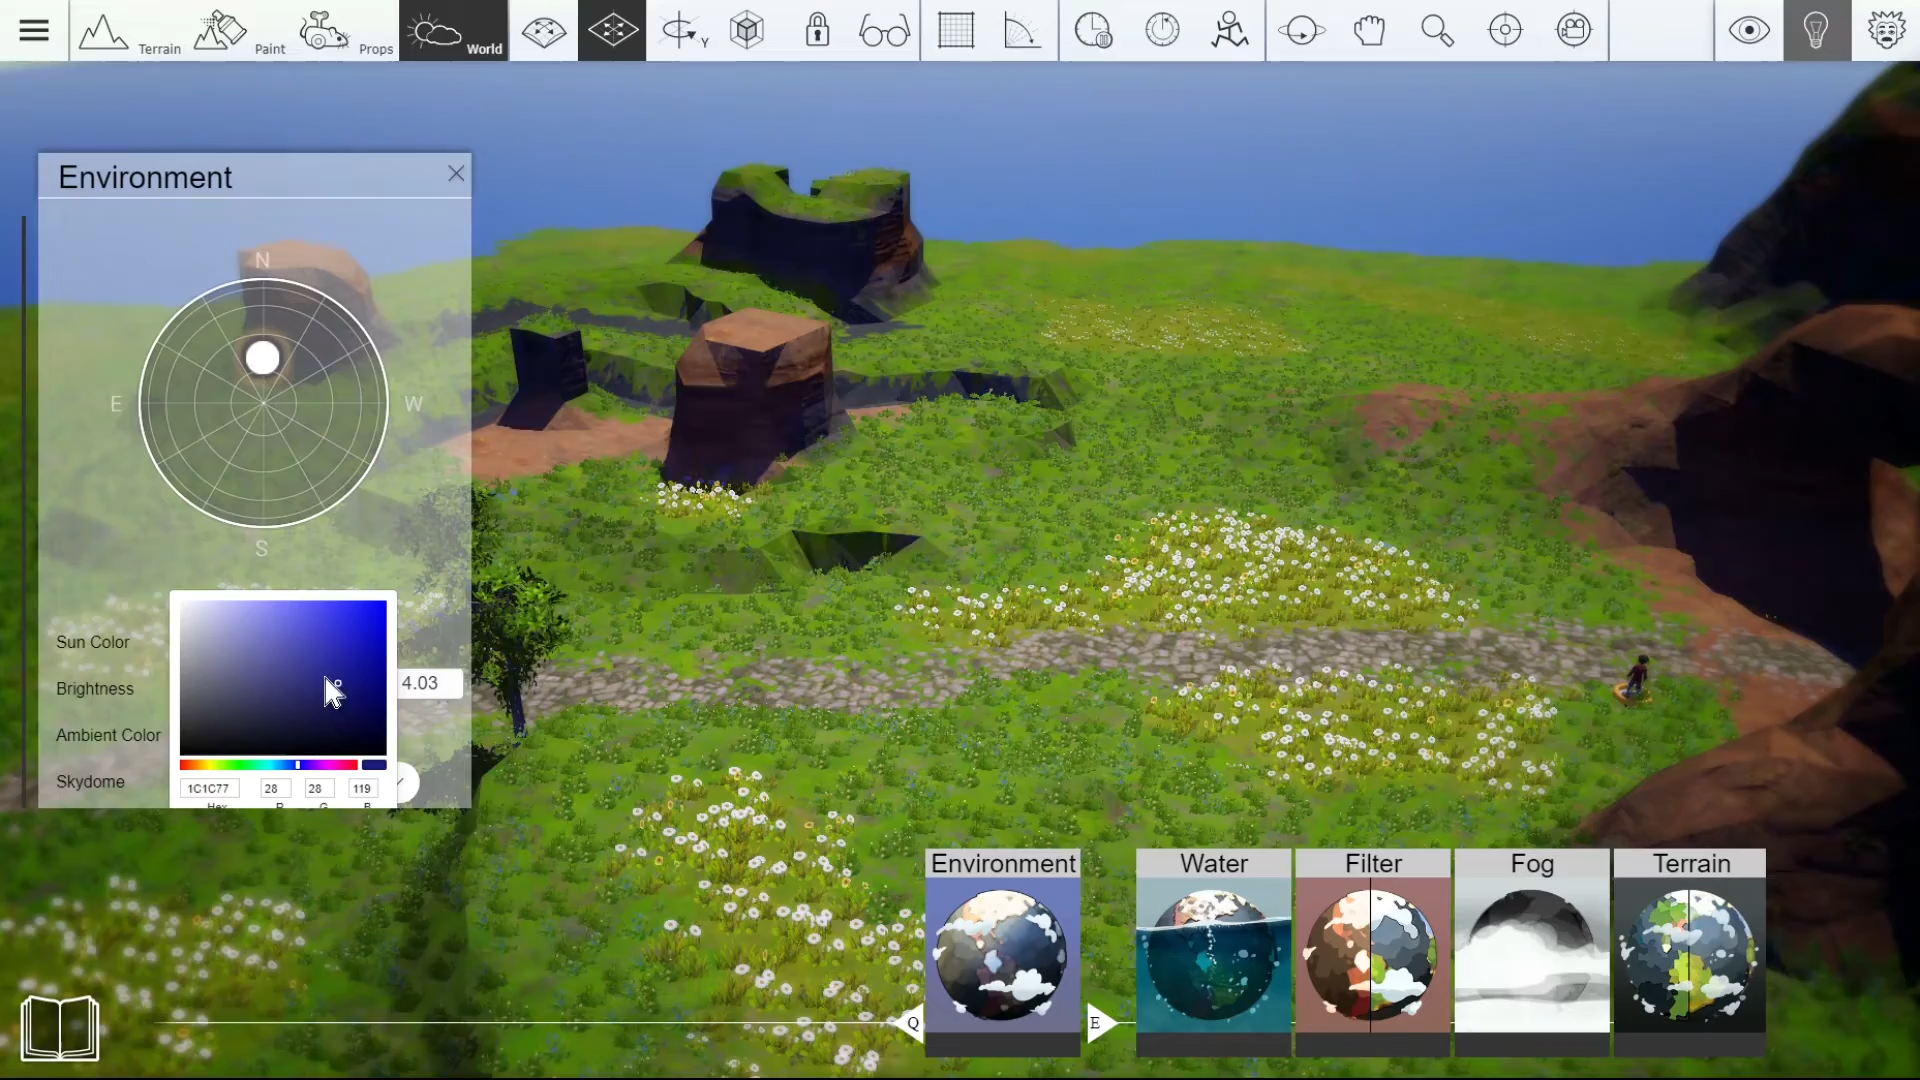 Terrain
Paint
Props
World
Y
Environment
N
E
W
S
Sun Color
Brightness
4.03
Ambient Color
Skydome
1C1C77
28
28
119
Hex
R
G
B
Environment
Water
Filter
Fog
Terrain
Q
E